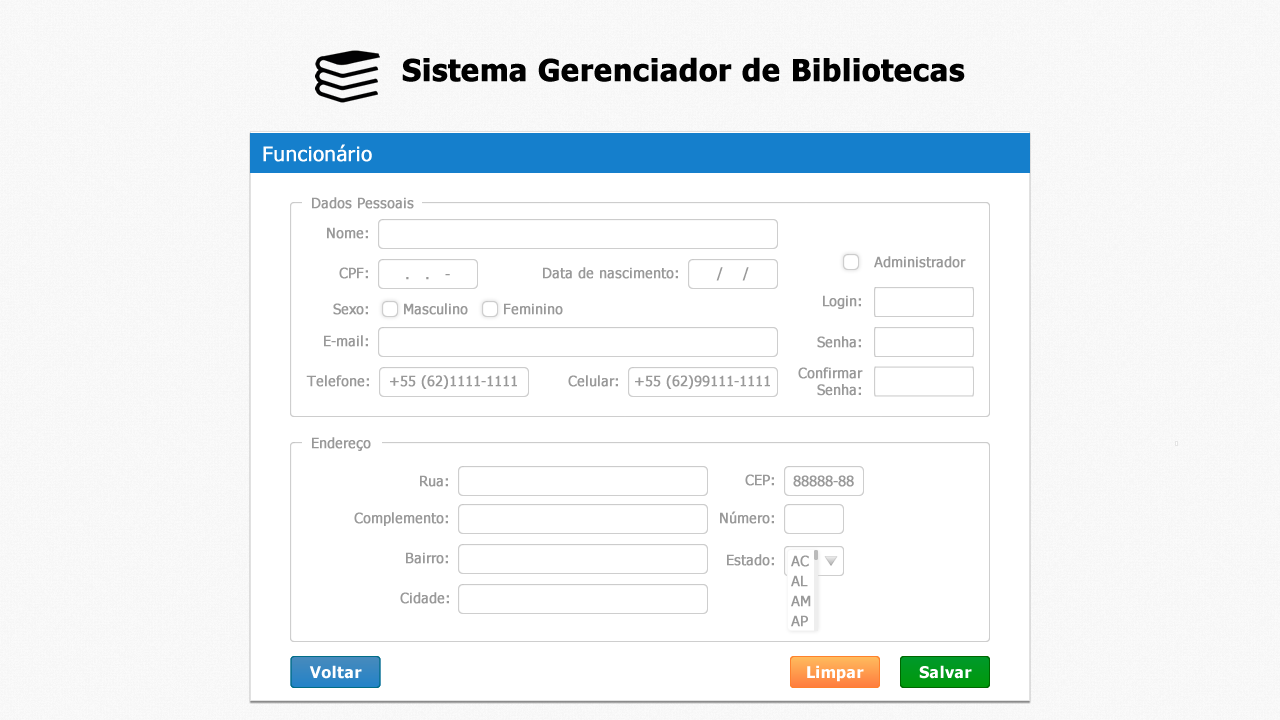 Sistema Gerenciador de Bibliotecas
Funcionário
Dados Pessoais
Nome:
CPF: . . - Data de nascimento: / /
Administrador
Sexo: Masculino Feminino
Login:
E-mail:
Senha:
Telefone: +55 (62)1111-1111 Celular: +55 (62)99111-1111
Confirmar
Senha:
Endereço
Rua: CEP: 88888-88
Complemento: Número:
Bairro: Estado: AC
AL
Cidade: AM
AP
Voltar Limpar Salvar